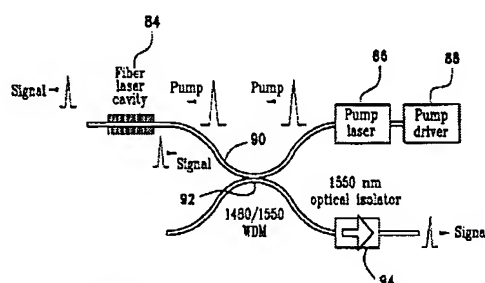 84
Fiber
laser
cavity
Signal
Pump
Pump
86
88
Pump
laser
Pump
driver
Signal
90
92
1480/1550
WDM
1550 nm
optical isolator
Signal
94